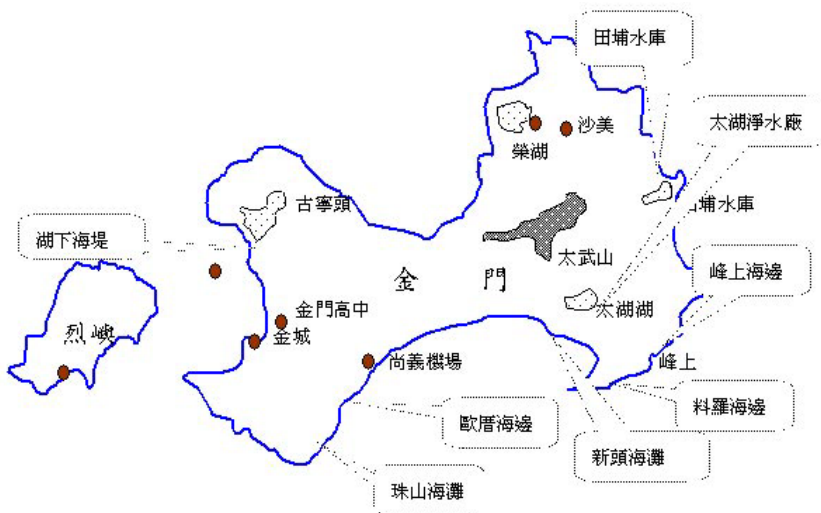 田埔水庫
沙美
太湖淨水廠
榮湖
古寧頭
田埔水庫
湖下海堤
太武山
峰上海邊
金門
太湖湖
金門高中
烈嶼
金城
尚義機場
峰上
歐厝海邊
料羅海邊
新頭海灘
珠山海灘